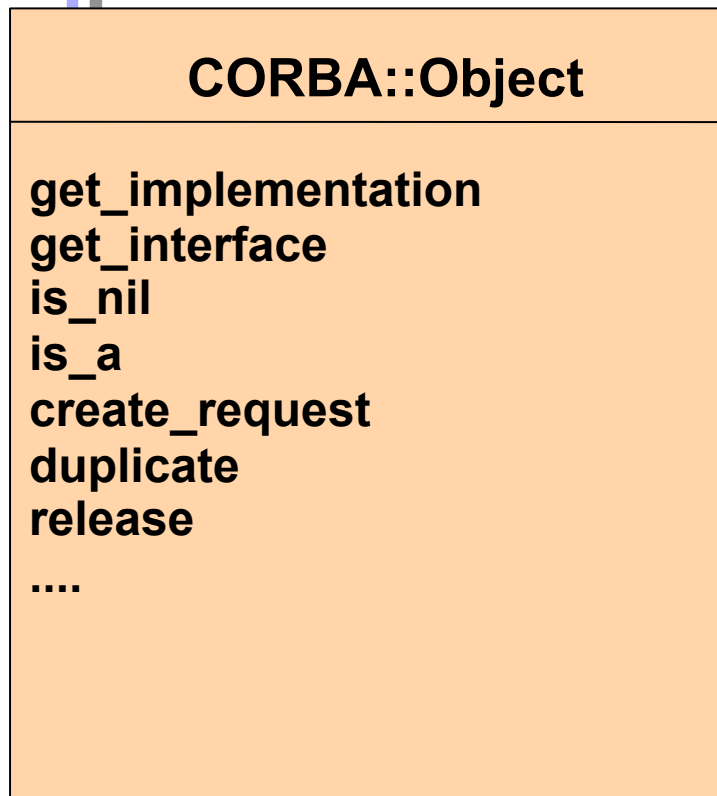 CORBA::Object
get_implementation
get_interface
is_nil
is_a
create_request
duplicate
release
....